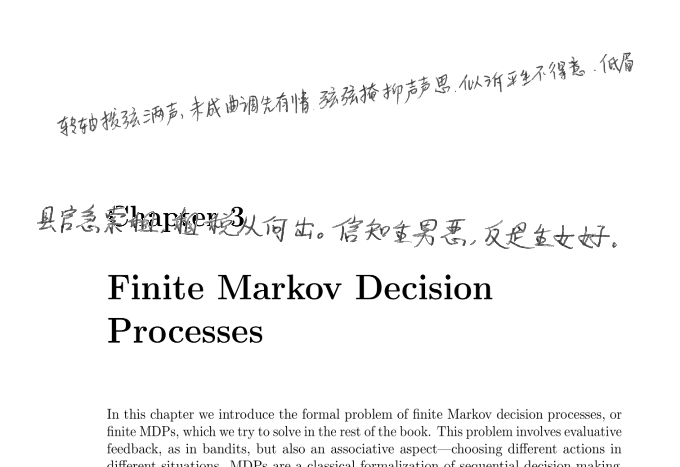 转轴拨弦三两声,未成曲调先有情.弦弦掩抑声声思.似诉平生不得意.低眉
Chapter 3
县官急索租,租税从何出。信知生男恶,反是生女好。
Finite Markov Decision
Processes
In this chapter we introduce the formal problem of finite Markov decision processes, or
finite MDPs, which we try to solve in the rest of the book. This problem involves evaluative
feedback, as in bandits, but also an associative aspect—choosing different actions in
different situations. MDPs are a classical formalization of sequential decision making,